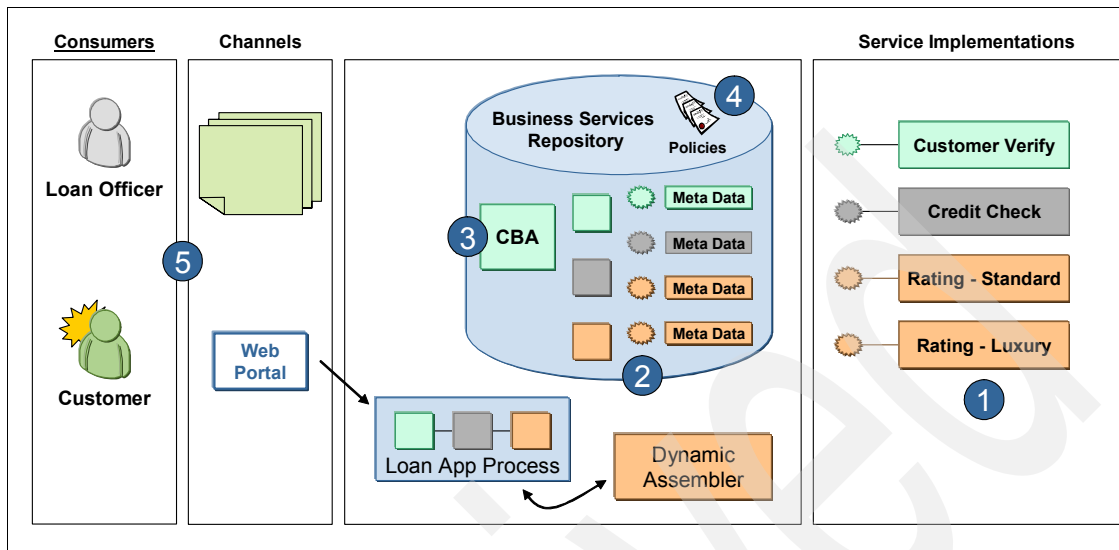 Consumers
Channels
Service Implementations
Loan Officer
5
Customer
Web
Portal
Business Services
Repository
4
Policies
3
CBA
Meta Data
Meta Data
Meta Data
Meta Data
2
Loan App Process
Dynamic
Assembler
Customer Verify
Credit Check
Rating - Standard
Rating - Luxury
1